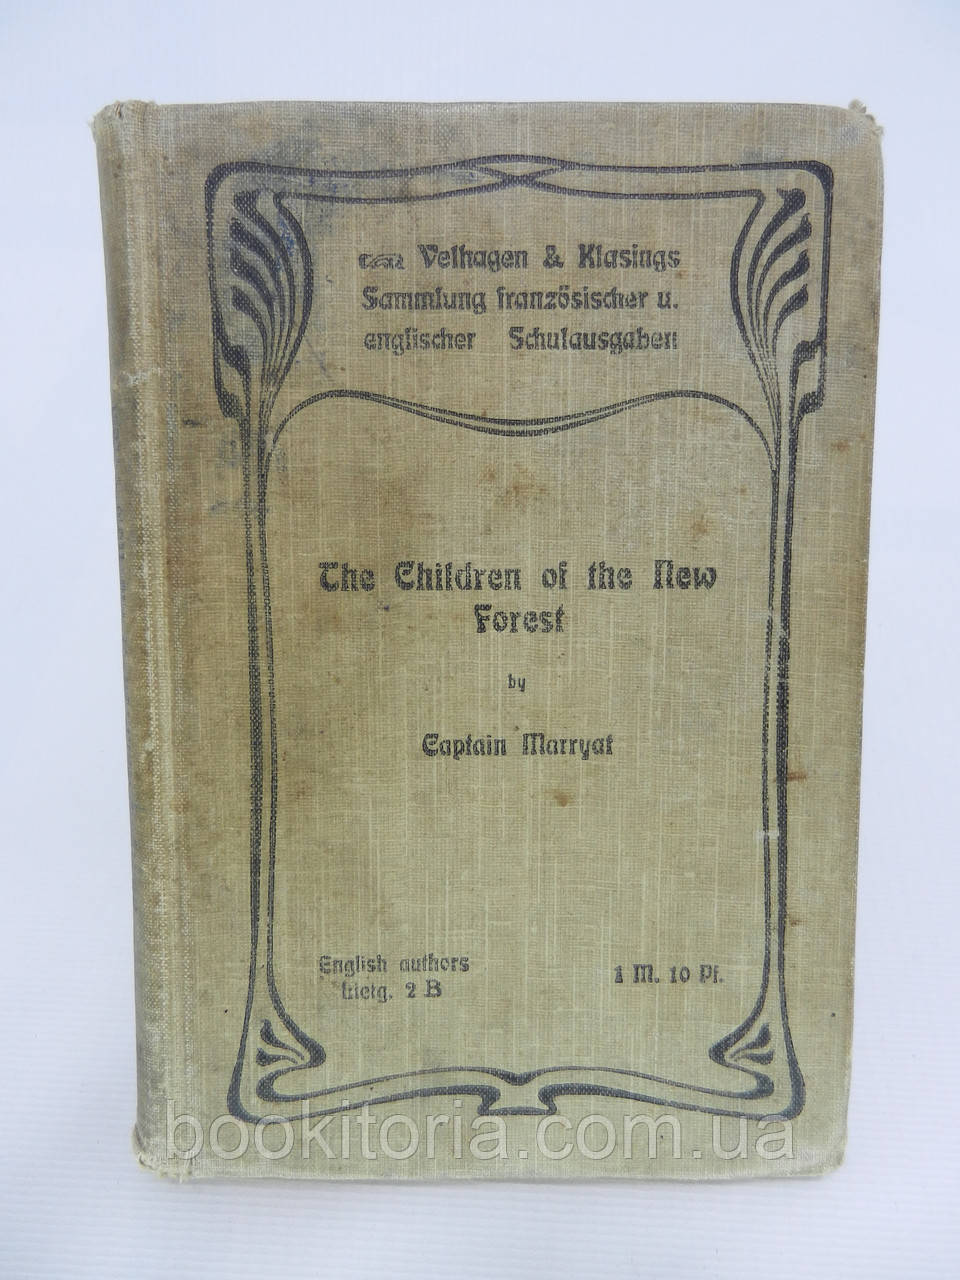 Velhagen & Klasings
Sammlung französischer u.
englischer Schulausgaben
The Children of the New
Forest
by
Captain Marryat
English authors
Liefg. 2 B
1 M. 10 Pf.
bookitoria.com.ua